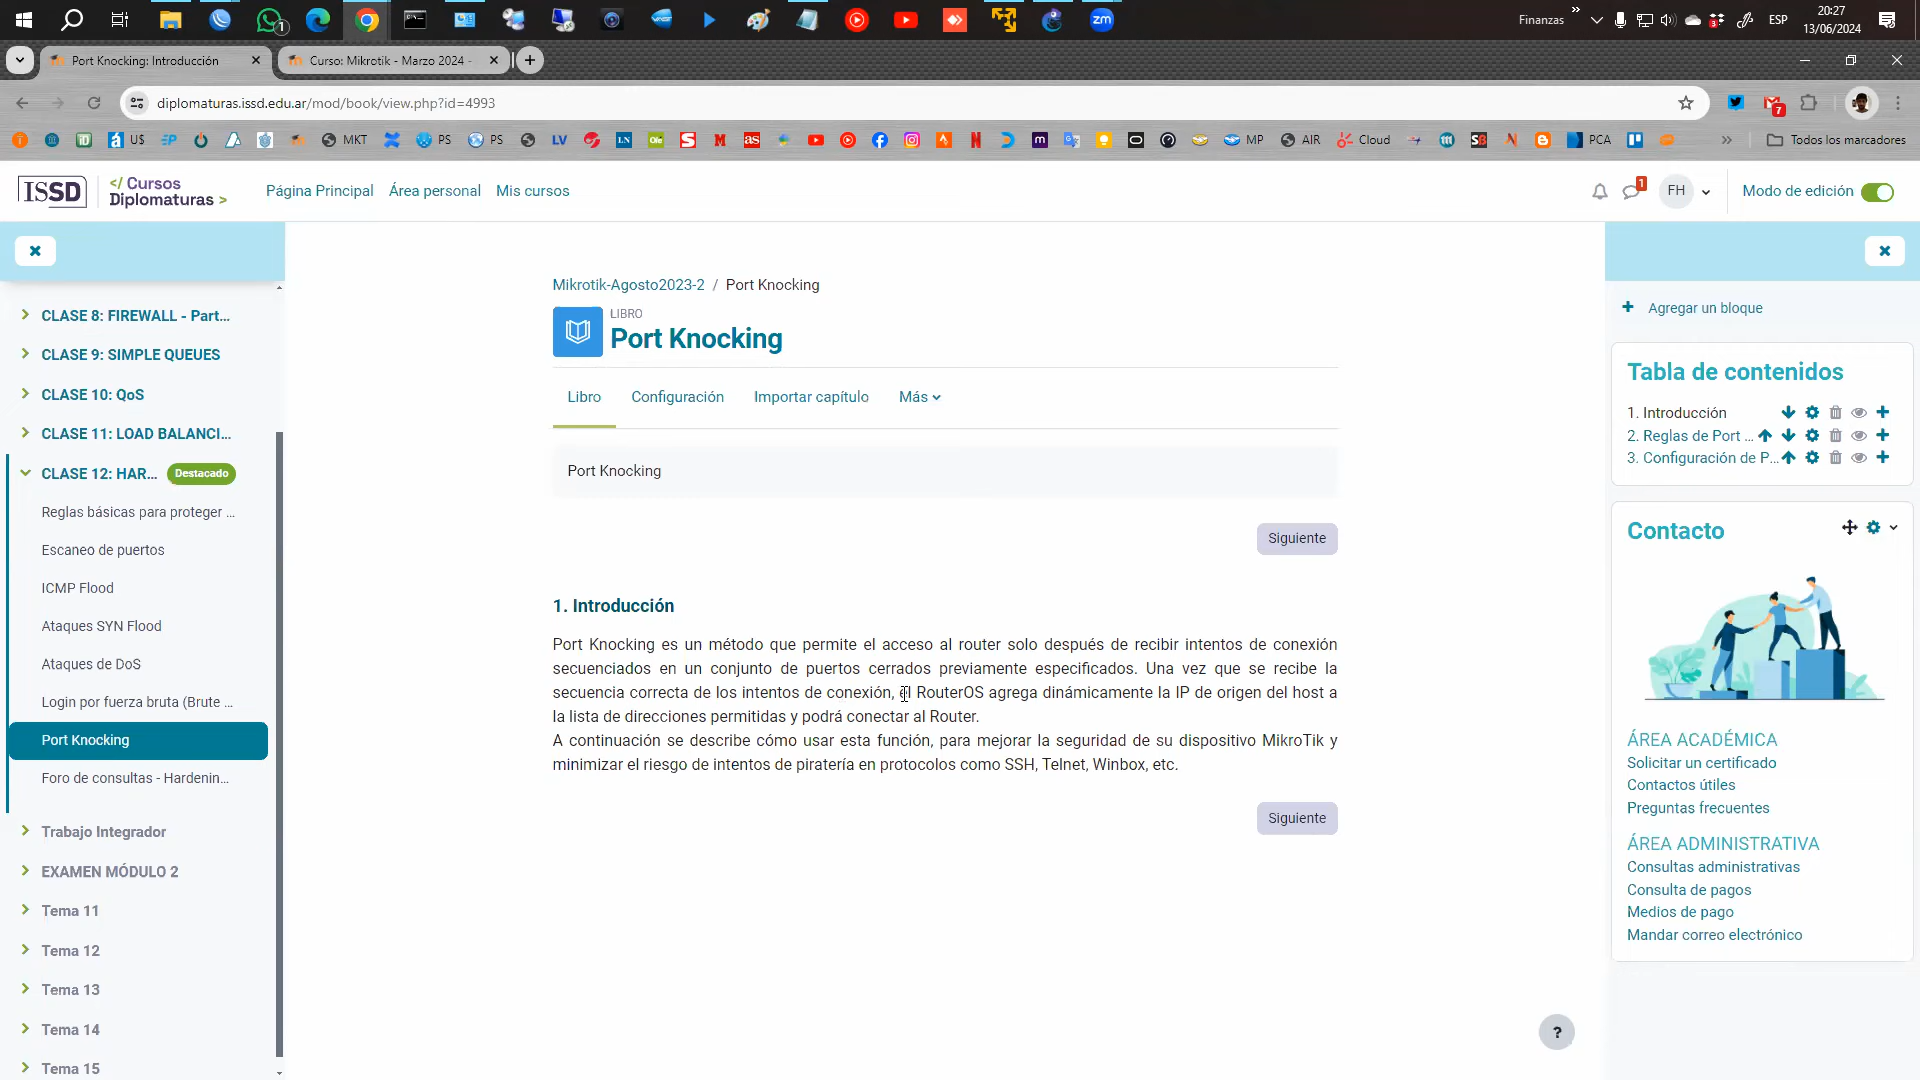 Finanzas
ESP
20:27
13/06/2024
Port Knocking: Introducción
Curso: Mikrotik - Marzo 2024 -
diplomaturas.issd.edu.ar/mod/book/view.php?id=4993
U$
MKT
PS
PS
LV
LN
Olé
as
MP
AIR
Cloud
SB
PCA
Todos los marcadores
ISSD
</ Cursos
Diplomaturas >
Página Principal
Área personal
Mis cursos
1
FH
Modo de edición
CLASE 8: FIREWALL - Part...
CLASE 9: SIMPLE QUEUES
CLASE 10: QoS
CLASE 11: LOAD BALANCI...
CLASE 12: HAR... Destacado
Reglas básicas para proteger ...
Escaneo de puertos
ICMP Flood
Ataques SYN Flood
Ataques de DoS
Login por fuerza bruta (Brute ...
Port Knocking
Foro de consultas - Hardenin...
Trabajo Integrador
EXAMEN MÓDULO 2
Tema 11
Tema 12
Tema 13
Tema 14
Tema 15
Mikrotik-Agosto2023-2 / Port Knocking
LIBRO
Port Knocking
Libro
Configuración
Importar capítulo
Más
Port Knocking
Siguiente
1. Introducción
Port Knocking es un método que permite el acceso al router solo después de recibir intentos de conexión
secuenciados en un conjunto de puertos cerrados previamente especificados. Una vez que se recibe la
secuencia correcta de los intentos de conexión, el RouterOS agrega dinámicamente la IP de origen del host a
la lista de direcciones permitidas y podrá conectar al Router.
A continuación se describe cómo usar esta función, para mejorar la seguridad de su dispositivo MikroTik y
minimizar el riesgo de intentos de piratería en protocolos como SSH, Telnet, Winbox, etc.
Siguiente
Agregar un bloque
Tabla de contenidos
1. Introducción
2. Reglas de Port ...
3. Configuración de P...
Contacto
ÁREA ACADÉMICA
Solicitar un certificado
Contactos útiles
Preguntas frecuentes
ÁREA ADMINISTRATIVA
Consultas administrativas
Consulta de pagos
Medios de pago
Mandar correo electrónico
?